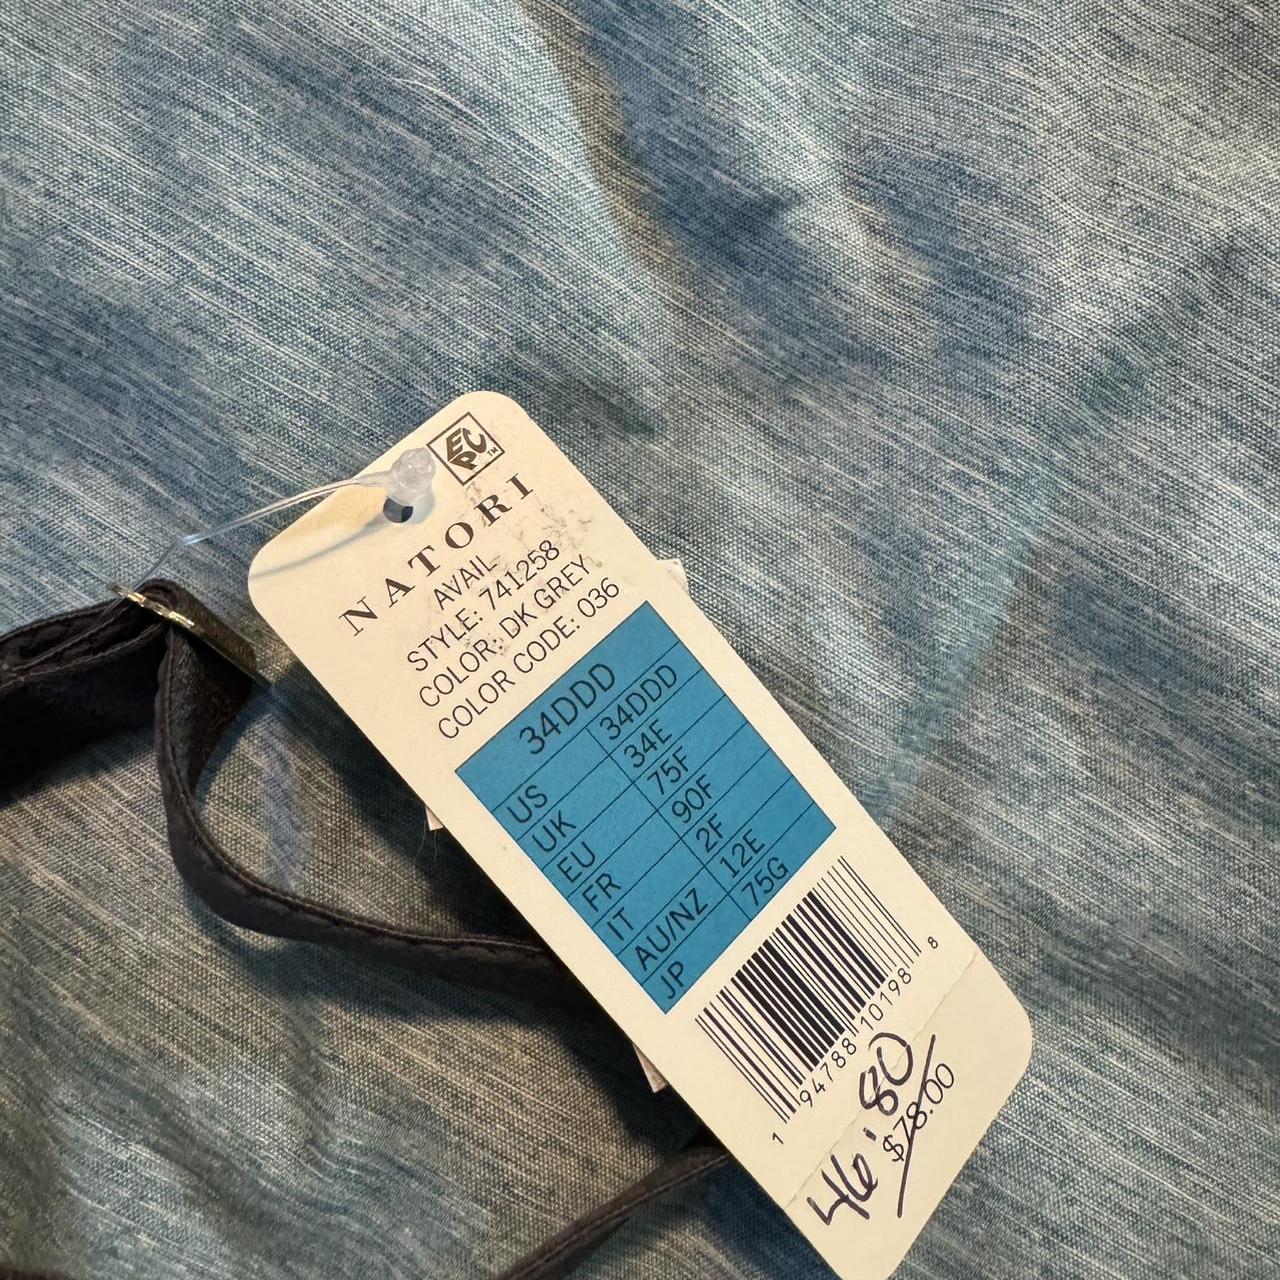 EPC™
NATORI
AVAIL
STYLE: 741258
COLOR: DK GREY
COLOR CODE: 036
34DDD
US 34DDD
UK 34E
EU 75F
FR 90F
IT 2F
AU/NZ 12E
JP 75G
1 94788 10198 8
46.80
$78.00